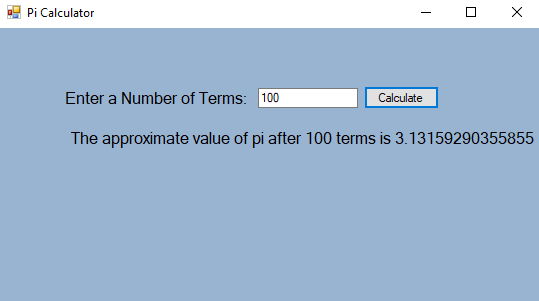 Pi Calculator
Enter a Number of Terms: 100 Calculate
The approximate value of pi after 100 terms is 3.13159290355855